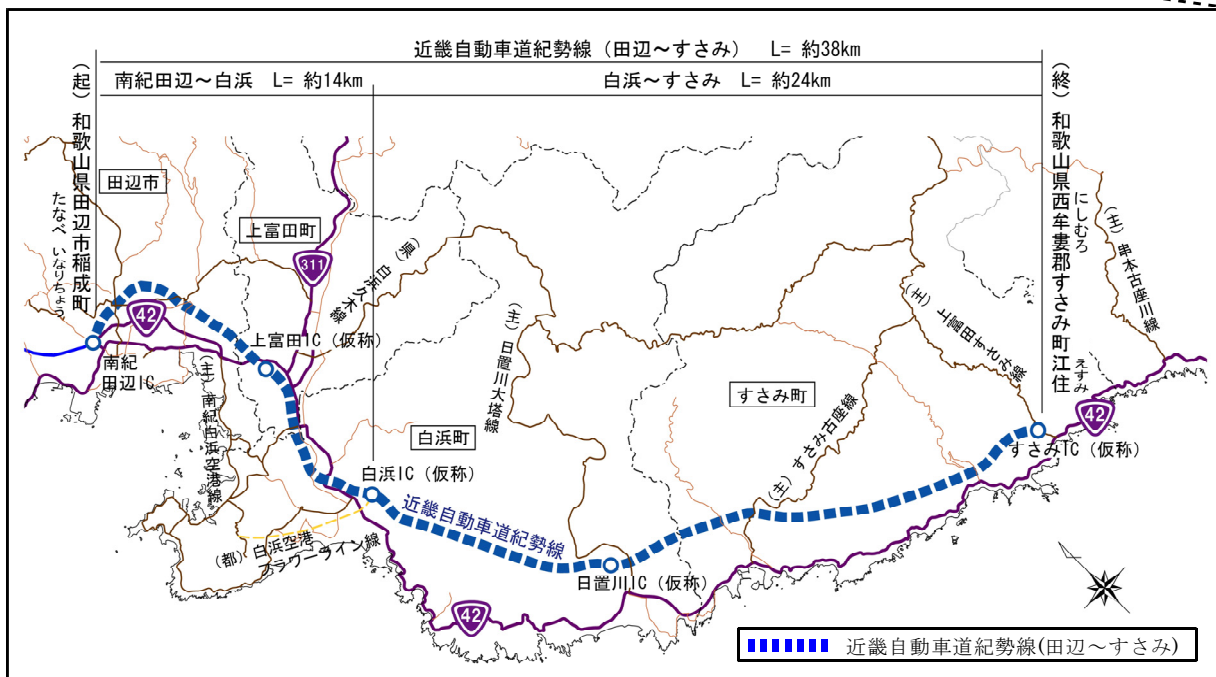 近畿自動車道紀勢線（田辺～すさみ） L= 約38km
南紀田辺～白浜 L= 約14km
白浜～すさみ L= 約24km
（起）和歌山県田辺市稲成町
たなべ いなりちょう
（終）和歌山県西牟婁郡すさみ町江住
にしむろ
えすみ
田辺市
上富田町
311
（県）白浜久木線
（主）串本古座川線
42
上富田IC（仮称）
南紀
田辺IC
（主）南紀白浜空港線
（主）日置川大塔線
（主）上富田すさみ線
すさみ町
白浜町
（主）すさみ古座線
42
すさみIC（仮称）
白浜IC（仮称）
近畿自動車道紀勢線
（都）白浜空港
フラワーライン線
日置川IC（仮称）
42
近畿自動車道紀勢線(田辺～すさみ)